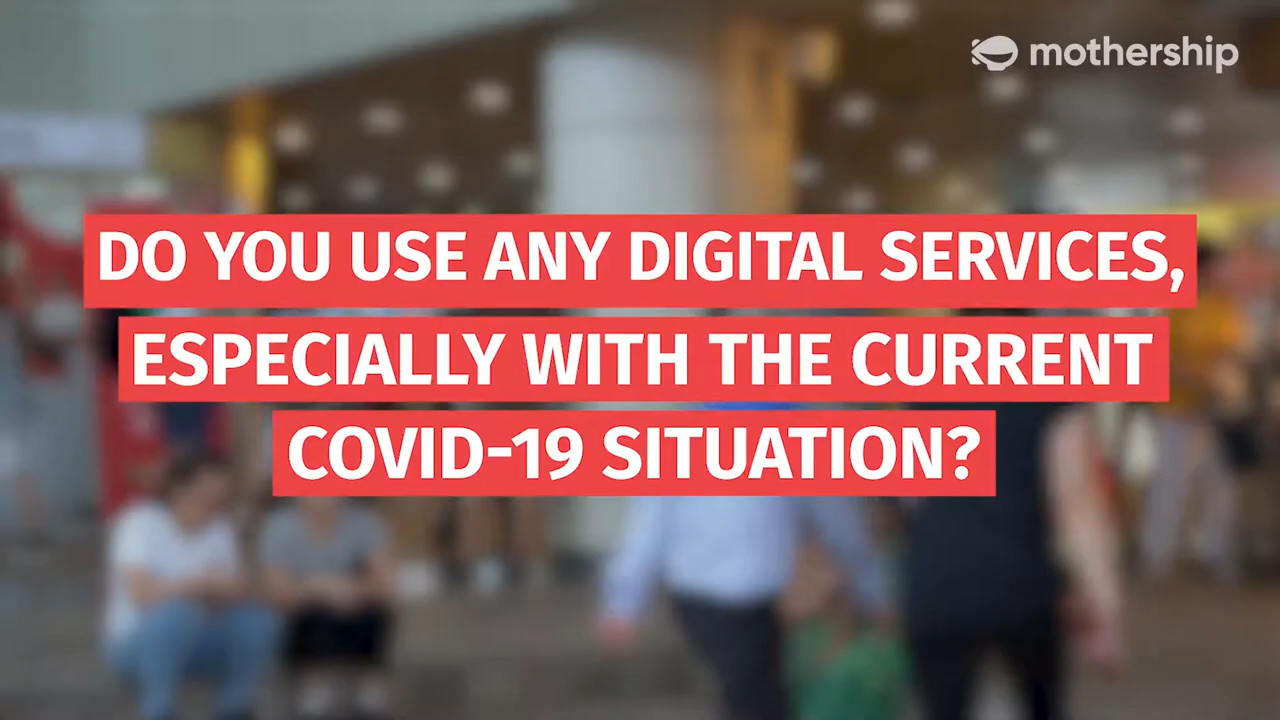 mothership
DO YOU USE ANY DIGITAL SERVICES,
ESPECIALLY WITH THE CURRENT
COVID-19 SITUATION?